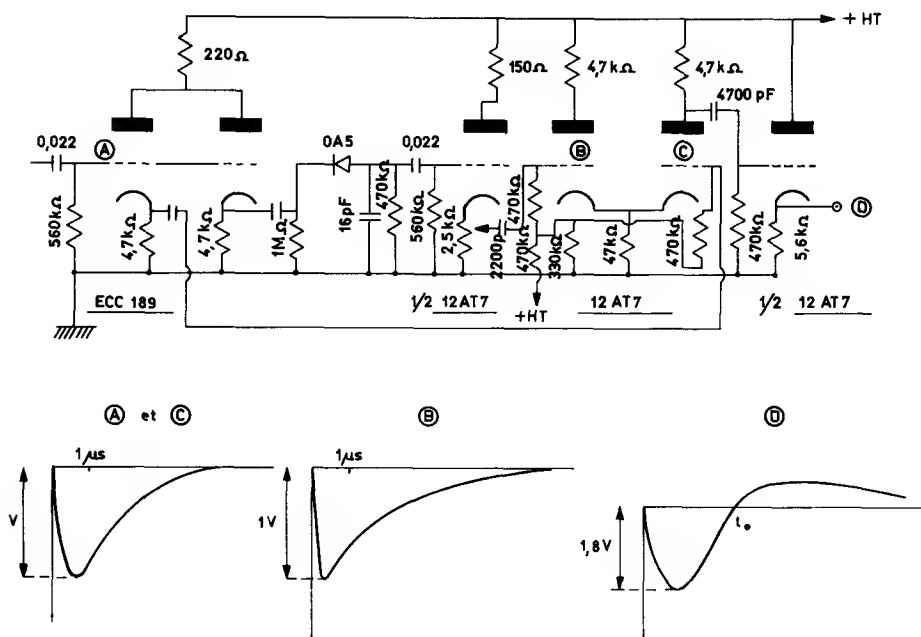 + HT
220 Ω
150Ω
4,7kΩ
4,7kΩ
4700 pF
0,022
A
OA5
0,022
B
C
560kΩ
4,7kΩ
4,7kΩ
1MΩ
16pF
470kΩ
560kΩ
2,5kΩ
2200p
470kΩ
470kΩ
330kΩ
47kΩ
470kΩ
470kΩ
5,6kΩ
D
ECC 189
1/2 12AT7
+HT
12 AT7
1/2 12 AT7
A et C
B
D
1μs
V
1μs
1V
1,8V
t₀